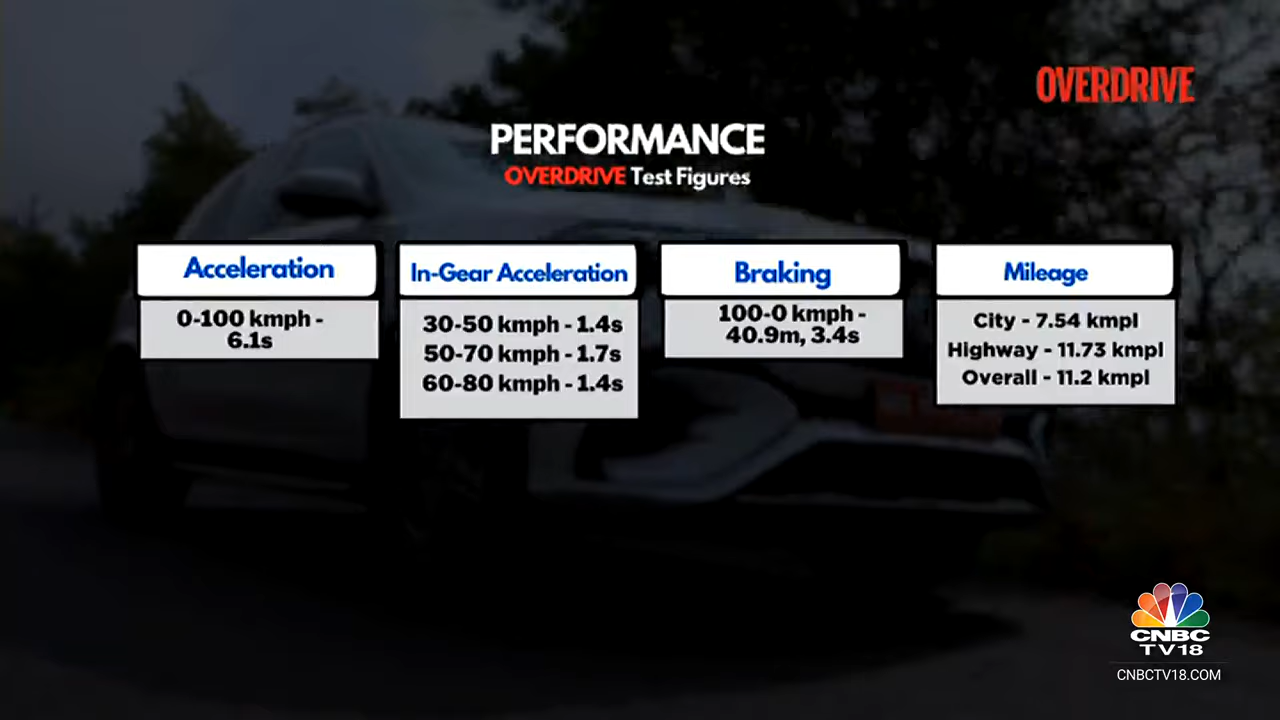 OVERDRIVE
PERFORMANCE
OVERDRIVE Test Figures
Acceleration
0-100 kmph -
6.1s
In-Gear Acceleration
30-50 kmph - 1.4s
50-70 kmph - 1.7s
60-80 kmph - 1.4s
Braking
100-0 kmph -
40.9m, 3.4s
Mileage
City - 7.54 kmpl
Highway - 11.73 kmpl
Overall - 11.2 kmpl
CNBC
TV18
CNBCTV18.COM